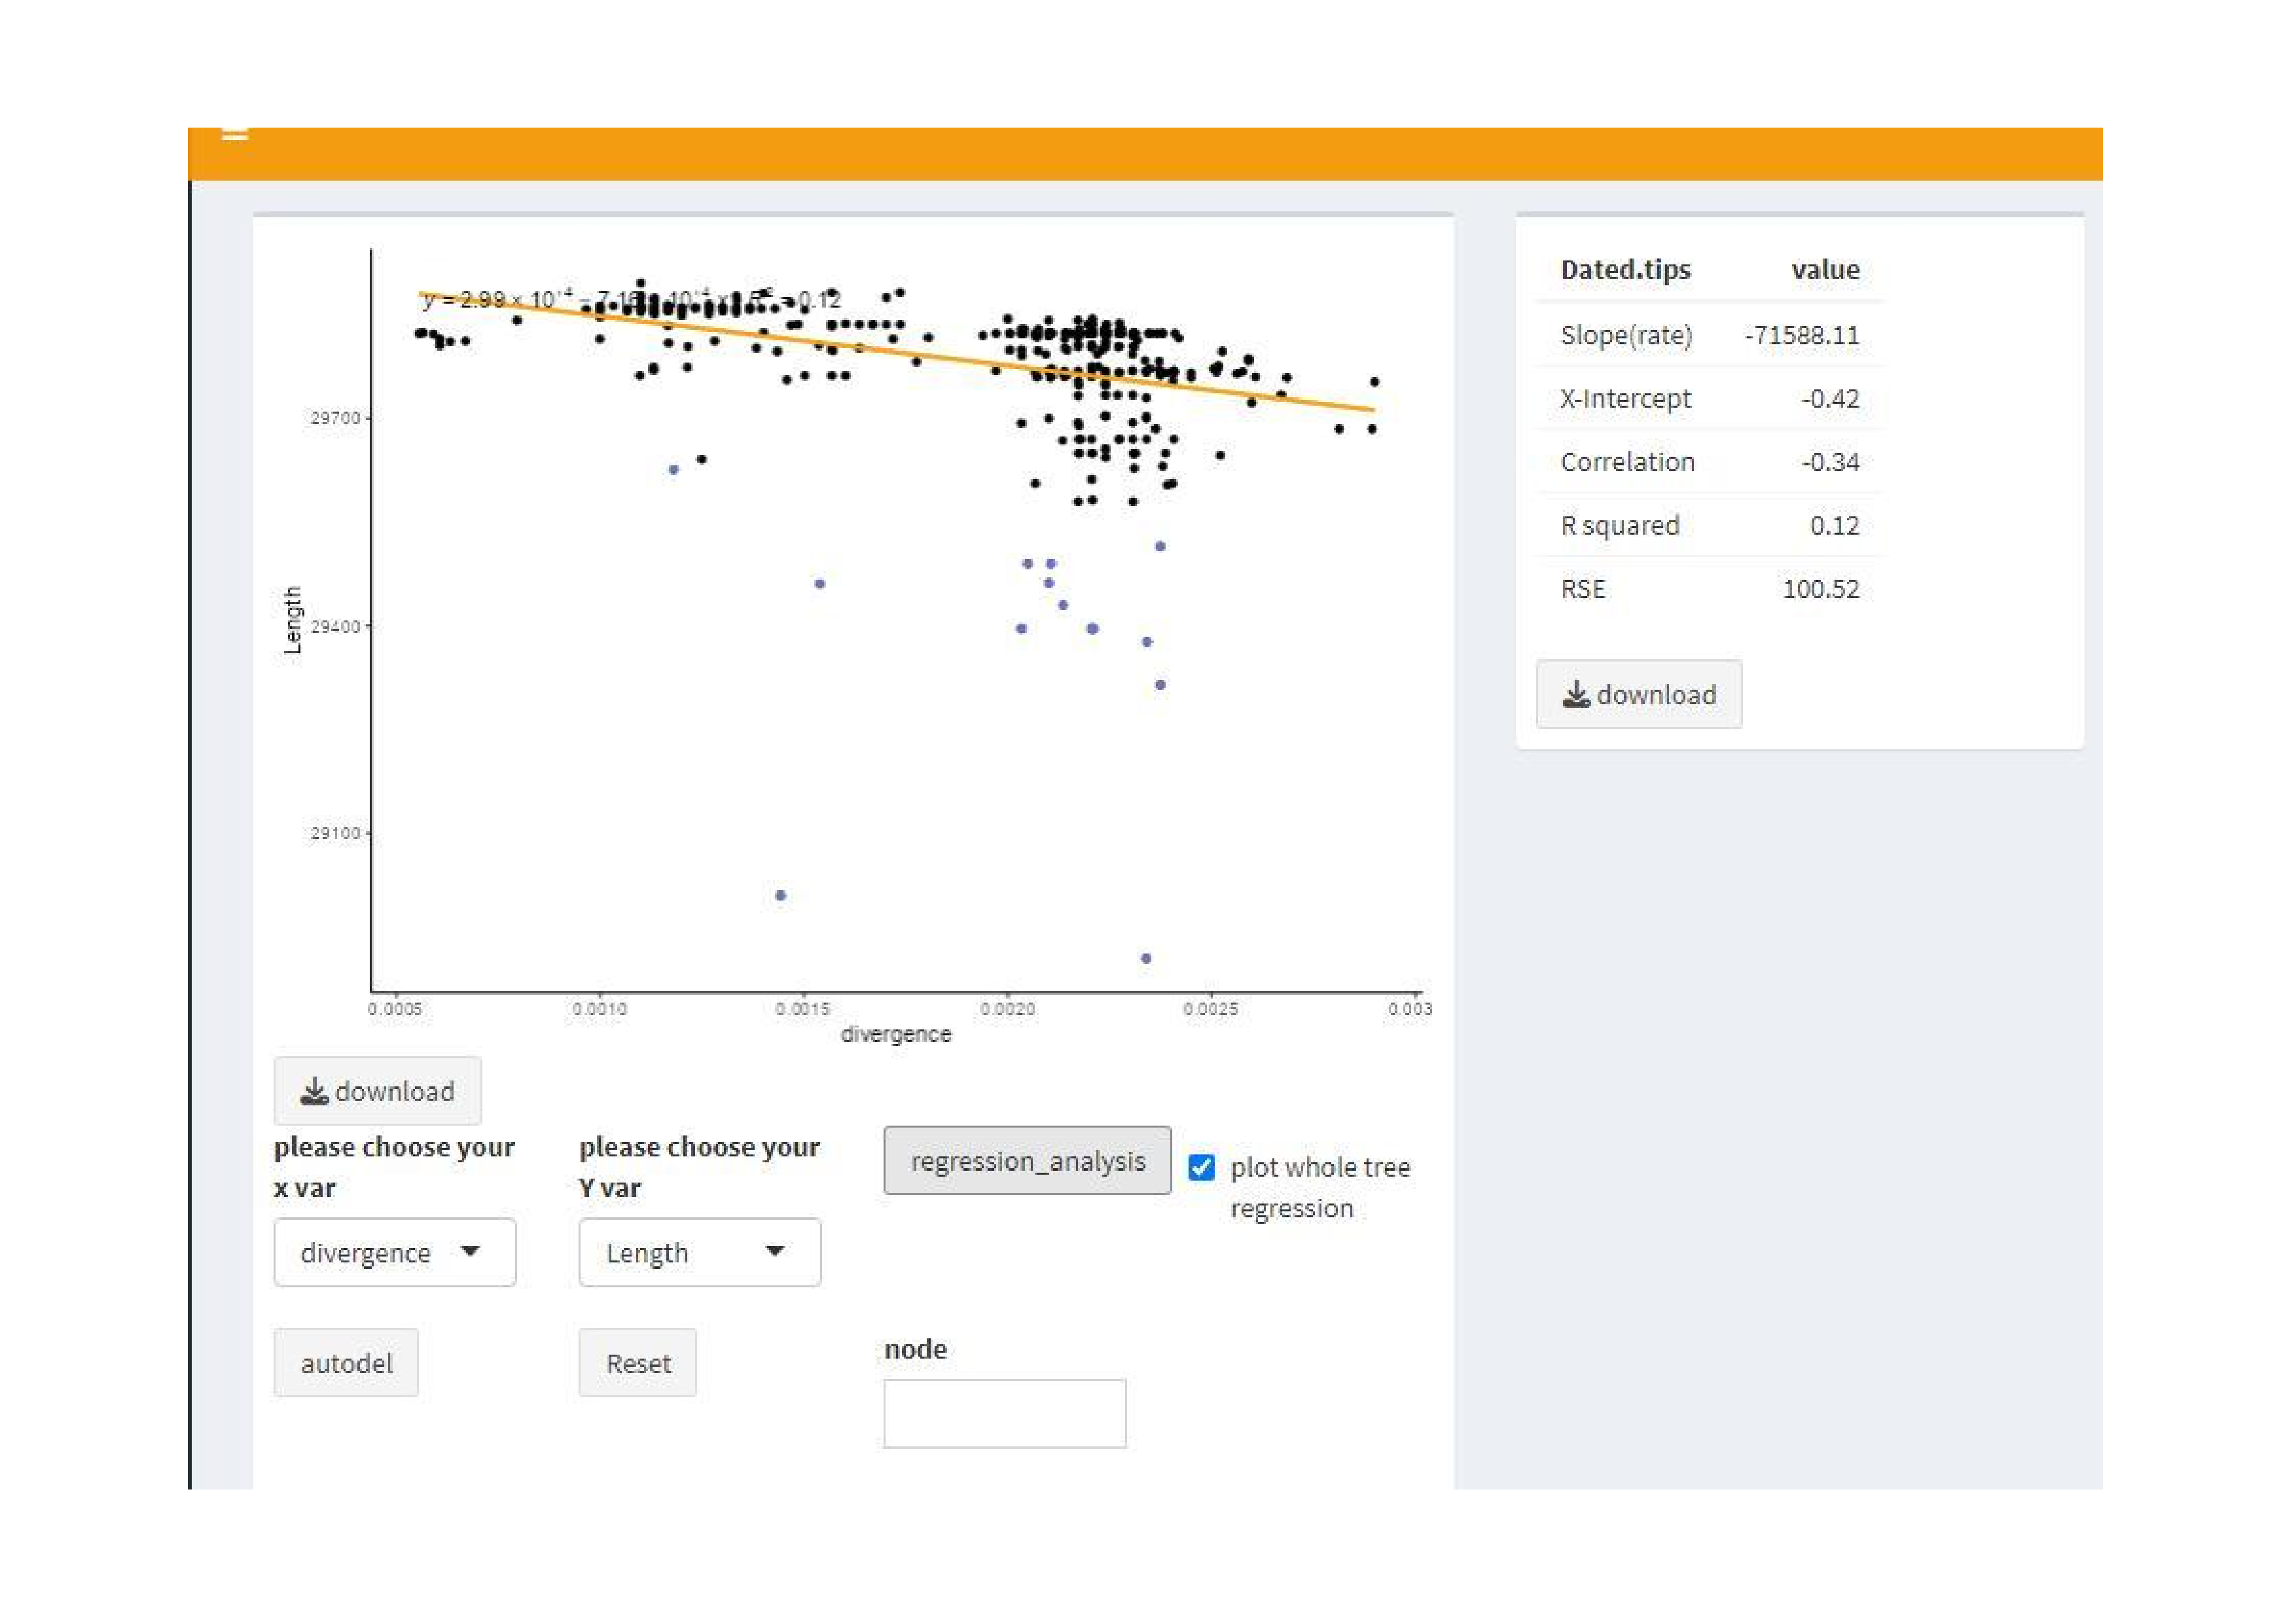 y = 2.99 × 10⁺⁴ − 7.16 10⁺⁴ x R² = 0.12
29700
29400
29100
Length
0.0005 0.0010 0.0015 0.0020 0.0025 0.003
divergence
download
please choose your x var
divergence
please choose your Y var
Length
regression_analysis
plot whole tree regression
autodel
Reset
node
Dated.tips value
Slope(rate) -71588.11
X-Intercept -0.42
Correlation -0.34
R squared 0.12
RSE 100.52
download